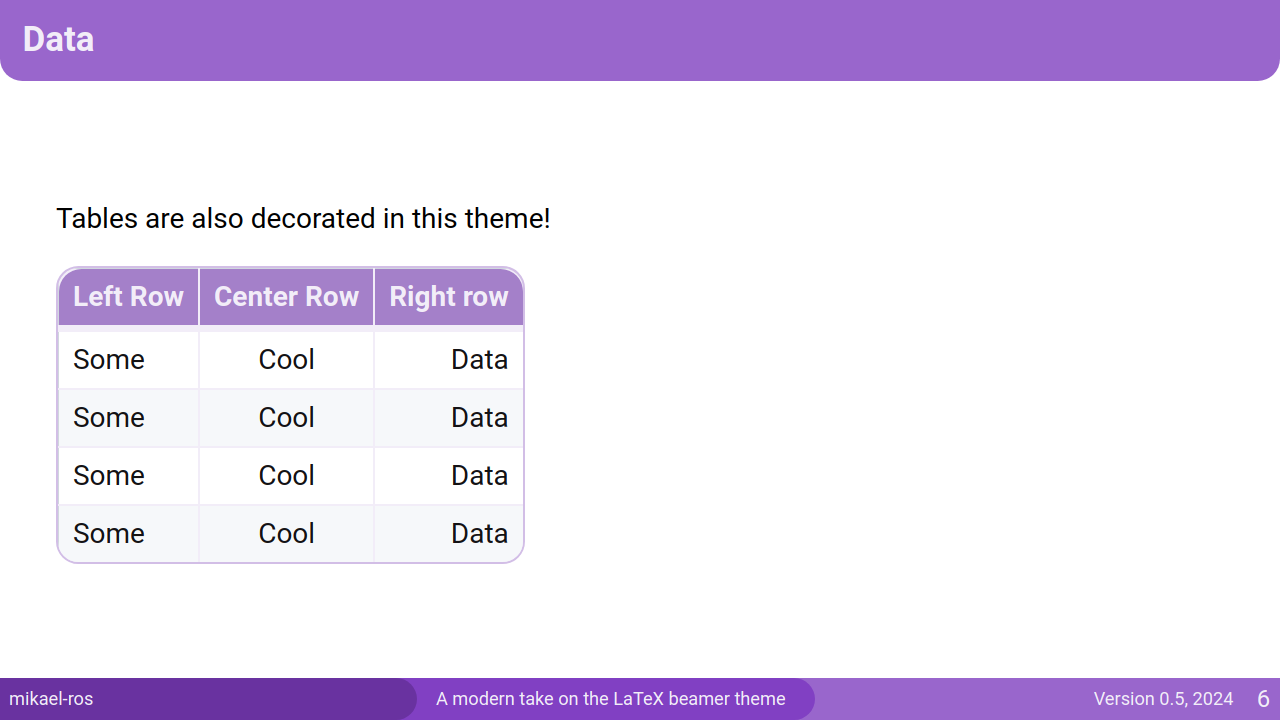 Data
Tables are also decorated in this theme!
Left Row Center Row Right row
Some Cool Data
Some Cool Data
Some Cool Data
Some Cool Data
mikael-ros A modern take on the LaTeX beamer theme Version 0.5, 2024 6